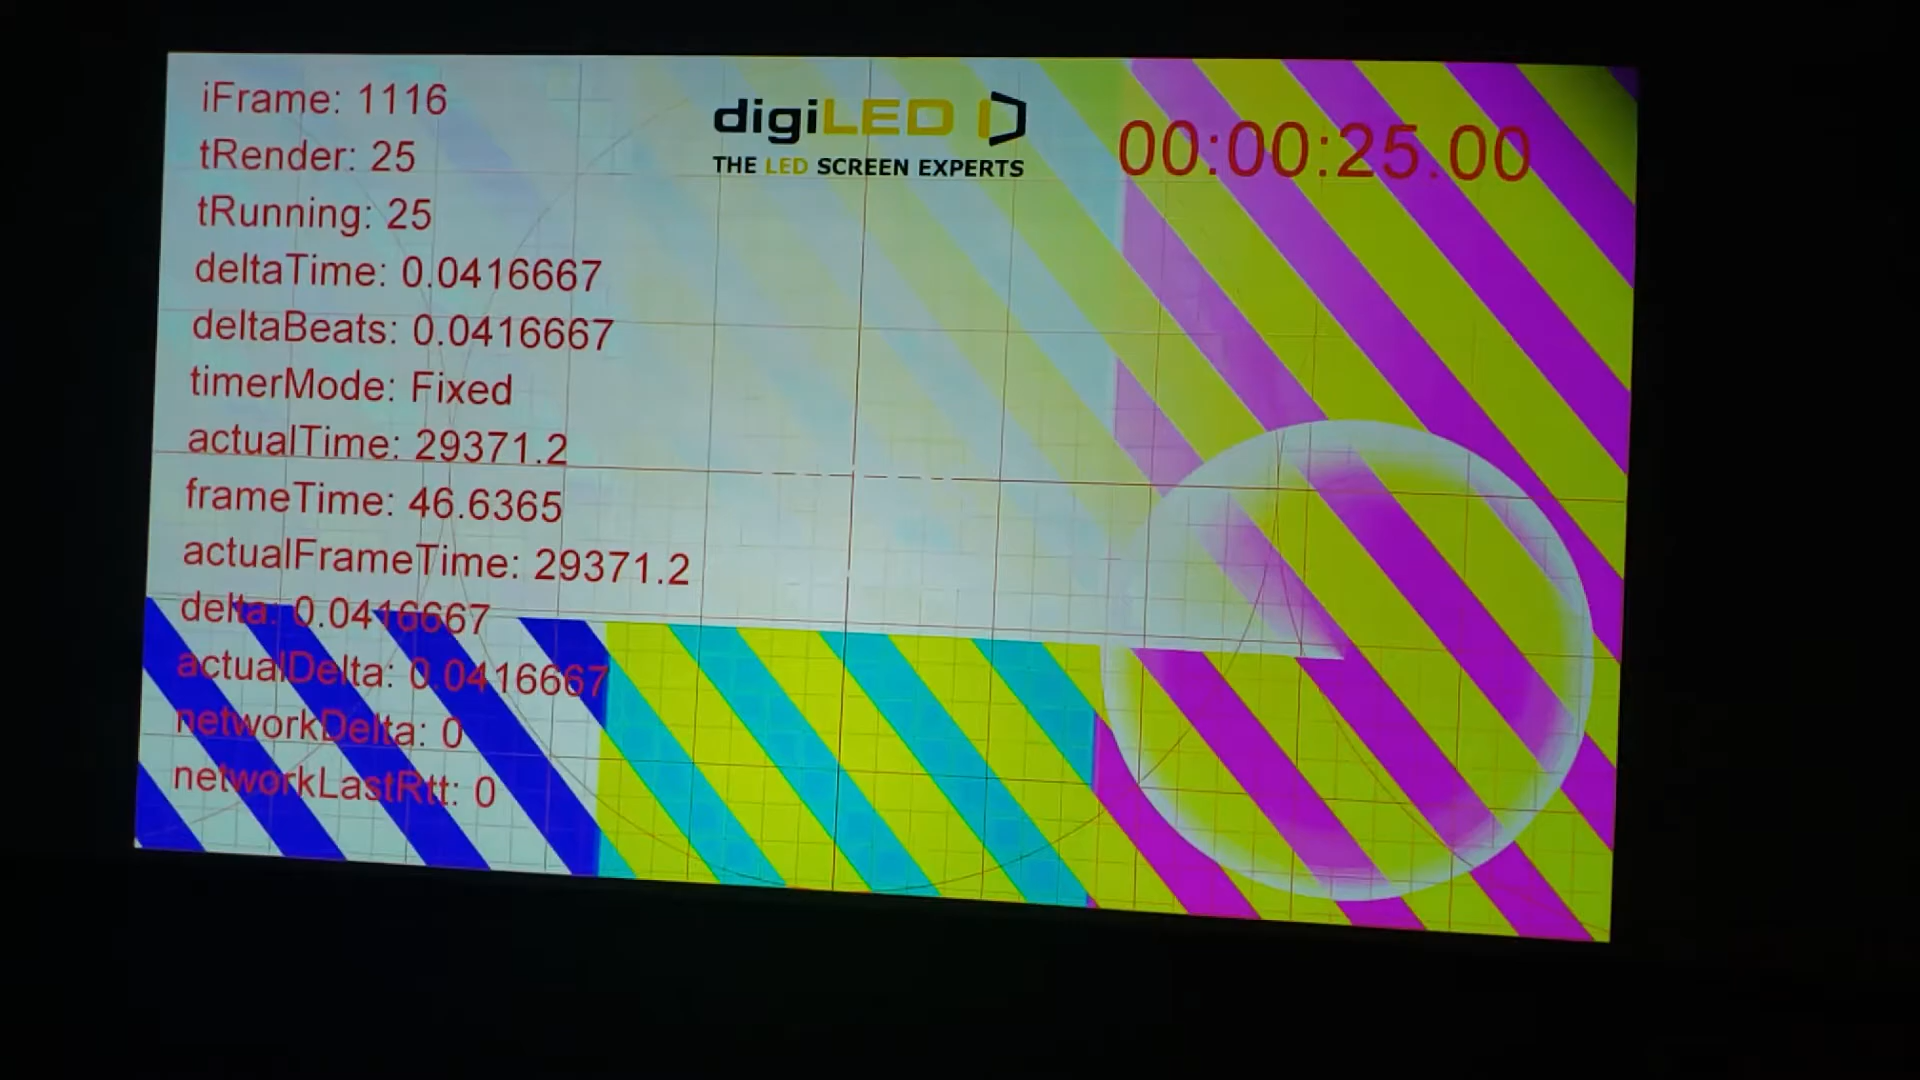 iFrame: 1116
tRender: 25
tRunning: 25
deltaTime: 0.0416667
deltaBeats: 0.0416667
timerMode: Fixed
actualTime: 29371.2
frameTime: 46.6365
actualFrameTime: 29371.2
delta: 0.0416667
actualDelta: 0.0416667
networkDelta: 0
networkLastRtt: 0
digiLED
THE LED SCREEN EXPERTS
00:00:25.00